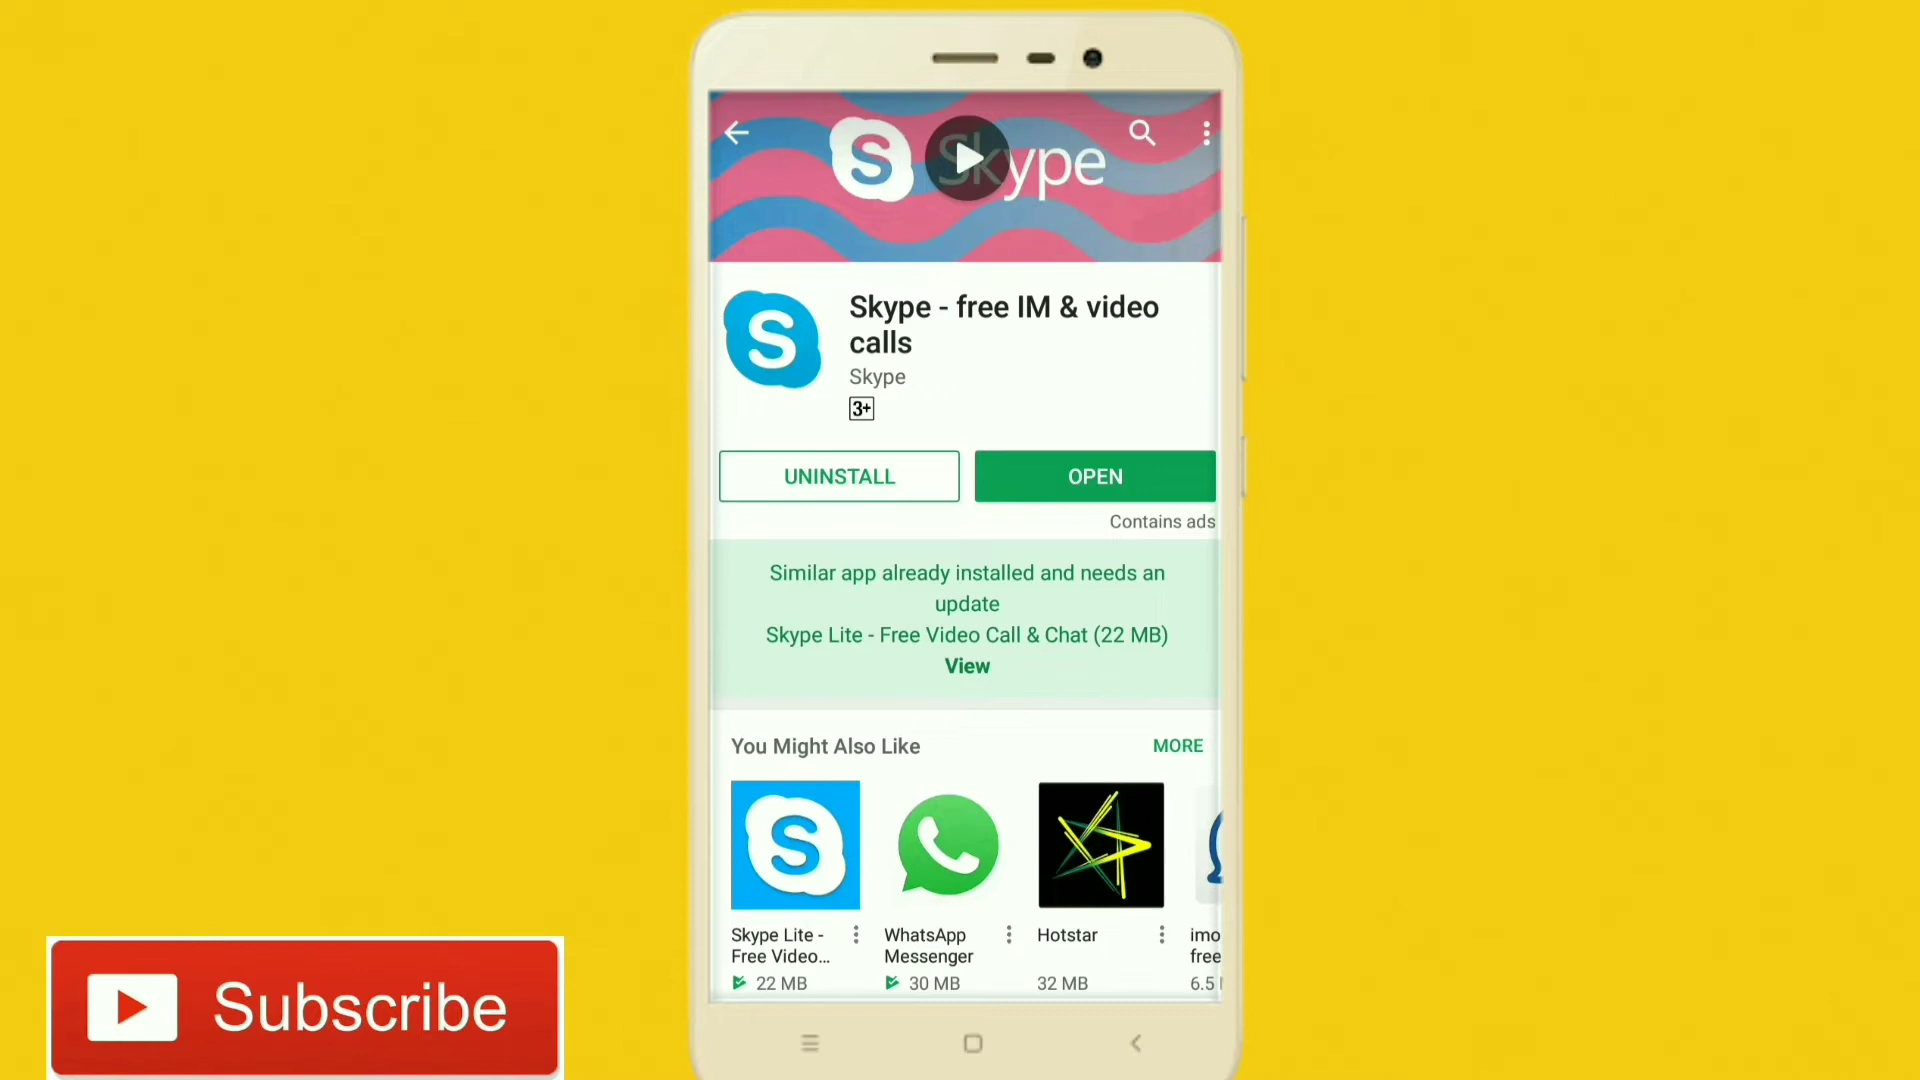 Skype
Skype - free IM & video
calls
Skype
3+
UNINSTALL
OPEN
Contains ads
Similar app already installed and needs an
update
Skype Lite - Free Video Call & Chat (22 MB)
View
You Might Also Like
MORE
Skype Lite -
Free Video...
22 MB
WhatsApp
Messenger
30 MB
Hotstar
32 MB
imo
free
6.5
Subscribe